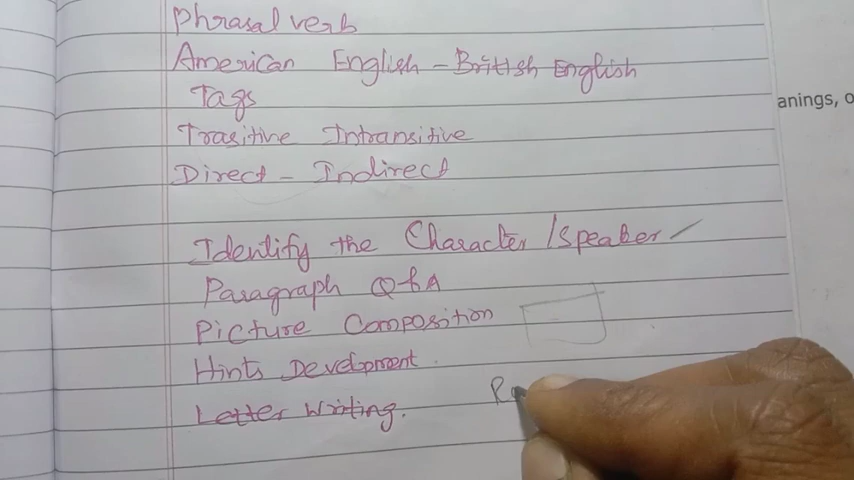 Phrasal verb
American English - British English
Tags
Trasitive Intransitive
Direct - Indirect
Identify the Character / Speaker
Paragraph Q & A
Picture Composition
Hints Development.
Letter Writing.
anings, o